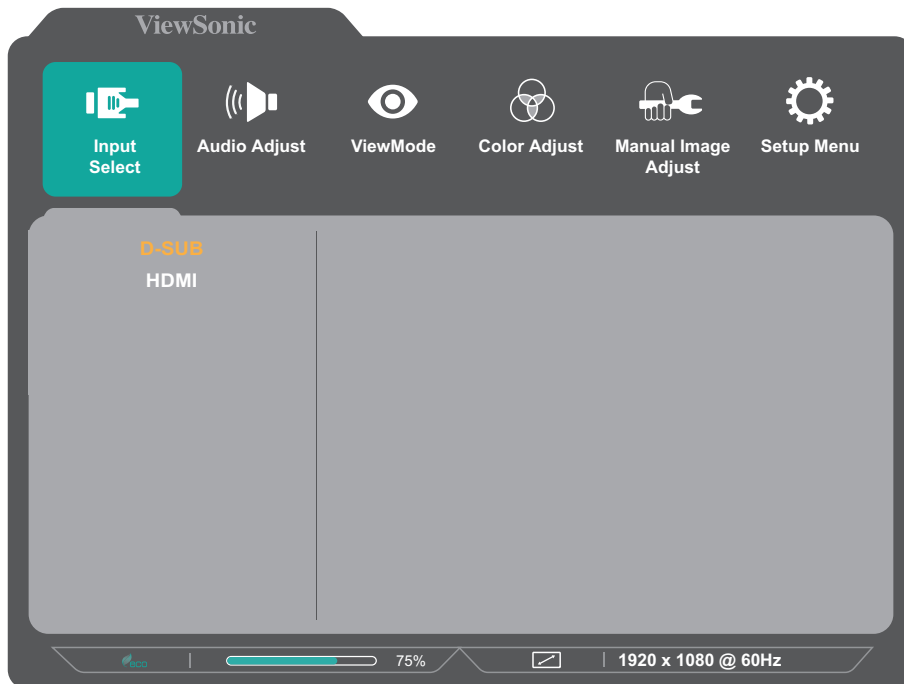 ViewSonic
Input
Select
Audio Adjust
ViewMode
Color Adjust
Manual Image
Adjust
Setup Menu
D-SUB
HDMI
eco
75%
1920 x 1080 @ 60Hz